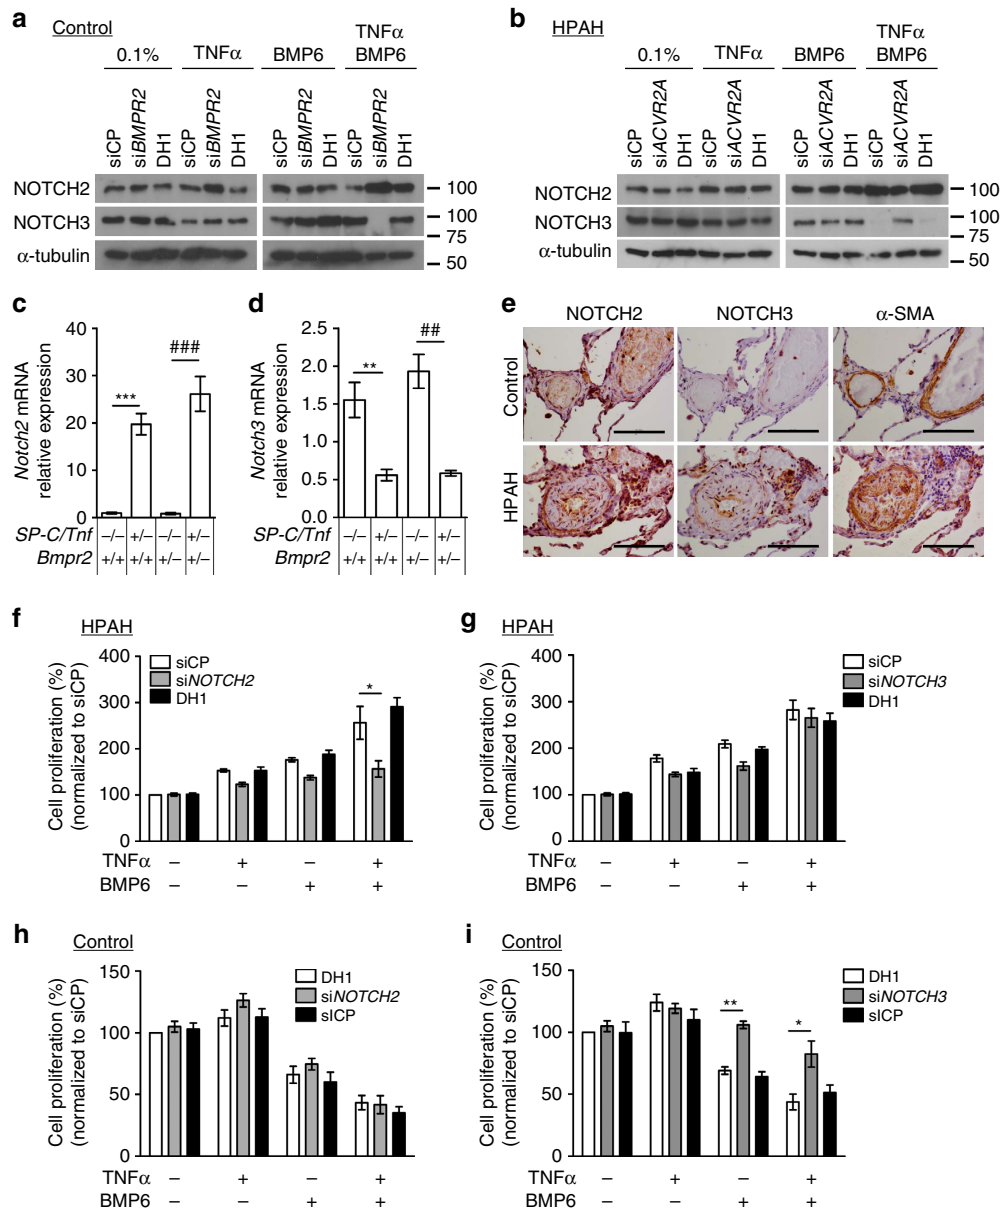 a
Control
0.1%
TNFα
BMP6
TNFα
BMP6
siCP
siBMPR2
DH1
siCP
siBMPR2
DH1
siCP
siBMPR2
DH1
siCP
siBMPR2
DH1
NOTCH2
100
NOTCH3
100
75
α-tubulin
50
b
HPAH
0.1%
TNFα
BMP6
TNFα
BMP6
siCP
siACVR2A
DH1
siCP
siACVR2A
DH1
siCP
siACVR2A
DH1
siCP
siACVR2A
DH1
NOTCH2
100
NOTCH3
100
75
α-tubulin
50
c
Notch2 mRNA
relative expression
40
30
20
10
0
***
###
SP-C/Tnf −/− +/− −/− +/−
Bmpr2 +/+ +/+ +/− +/−
d
Notch3 mRNA
relative expression
2.5
2.0
1.5
1.0
0.5
0.0
**
##
SP-C/Tnf −/− +/− −/− +/−
Bmpr2 +/+ +/+ +/− +/−
e
NOTCH2 NOTCH3 α-SMA
Control
HPAH
f
HPAH
Cell proliferation (%)
(normalized to siCP)
400
300
200
100
0
siCP
siNOTCH2
DH1
*
TNFα − + − +
BMP6 − − + +
g
HPAH
Cell proliferation (%)
(normalized to siCP)
400
300
200
100
0
siCP
siNOTCH3
DH1
TNFα − + − +
BMP6 − − + +
h
Control
Cell proliferation (%)
(normalized to siCP)
150
100
50
0
DH1
siNOTCH2
sICP
TNFα − + − +
BMP6 − − + +
i
Control
Cell proliferation (%)
(normalized to siCP)
150
100
50
0
DH1
siNOTCH3
sICP
**
*
TNFα − + − +
BMP6 − − + +